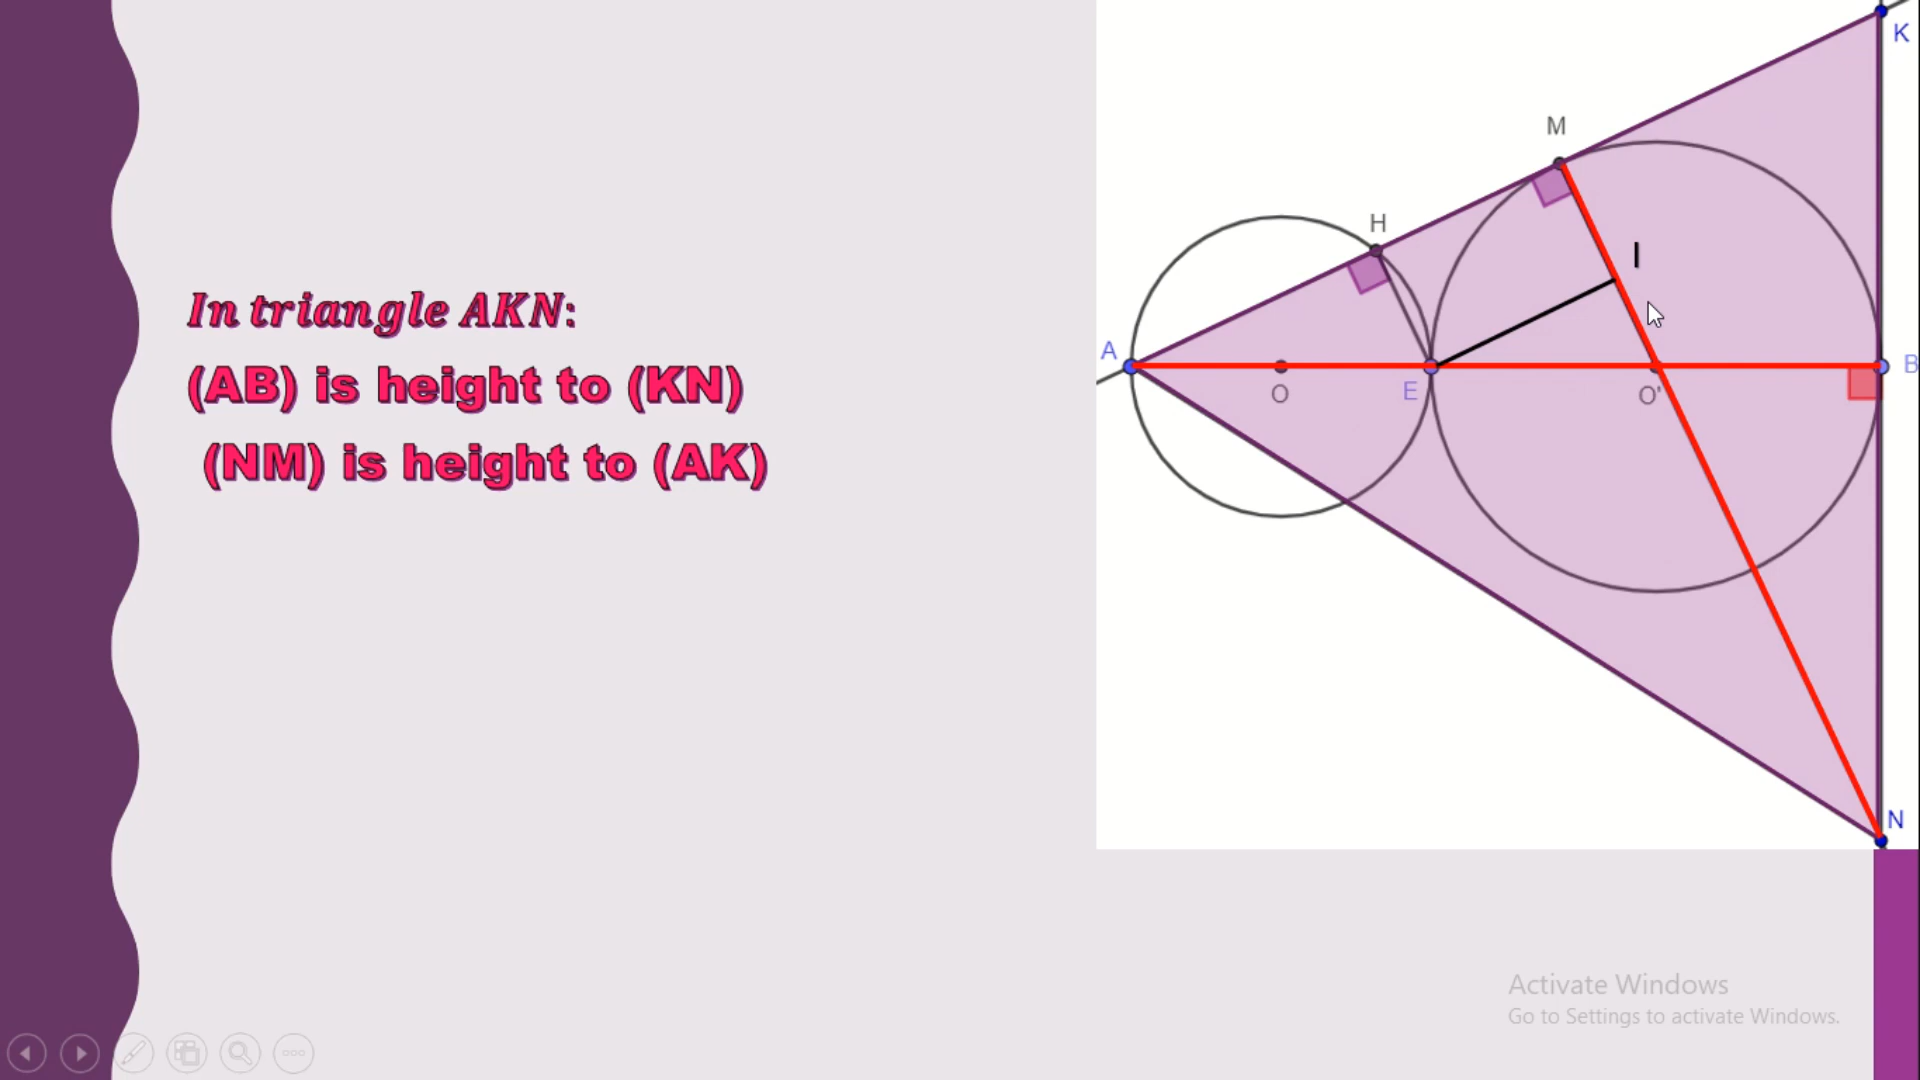 In triangle AKN:
(AB) is height to (KN)
(NM) is height to (AK)
K
M
H
I
A
B
O
E
O'
N
Activate Windows
Go to Settings to activate Windows.